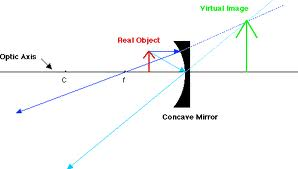 Virtual Image
Real Object
Optic Axis
C
f
Concave Mirror